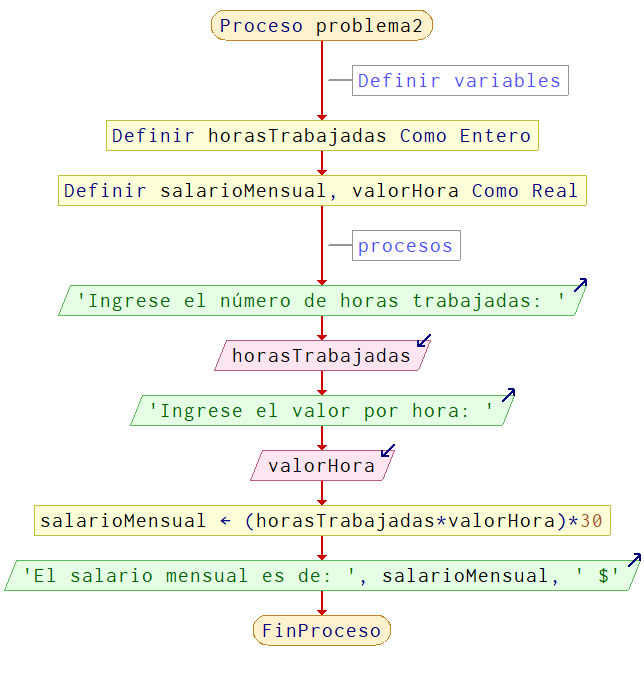 Proceso problema2
Definir variables
Definir horasTrabajadas Como Entero
Definir salarioMensual, valorHora Como Real
procesos
'Ingrese el número de horas trabajadas: '
horasTrabajadas
'Ingrese el valor por hora: '
valorHora
salarioMensual ← (horasTrabajadas*valorHora)*30
'El salario mensual es de: ', salarioMensual, ' $'
FinProceso